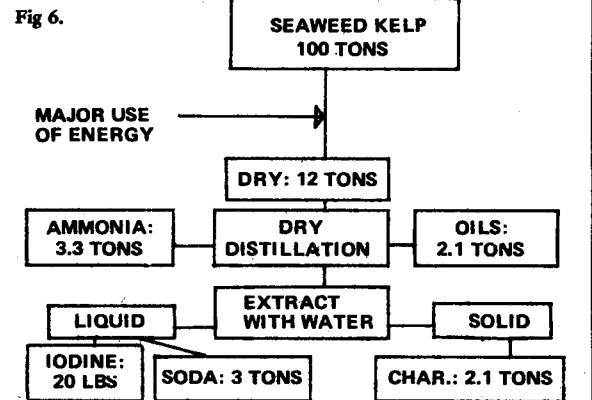 Fig 6.
SEAWEED KELP
100 TONS
MAJOR USE
OF ENERGY
DRY: 12 TONS
AMMONIA:
3.3 TONS
DRY
DISTILLATION
OILS:
2.1 TONS
EXTRACT
WITH WATER
LIQUID
SOLID
IODINE:
20 LBS
SODA: 3 TONS
CHAR.: 2.1 TONS